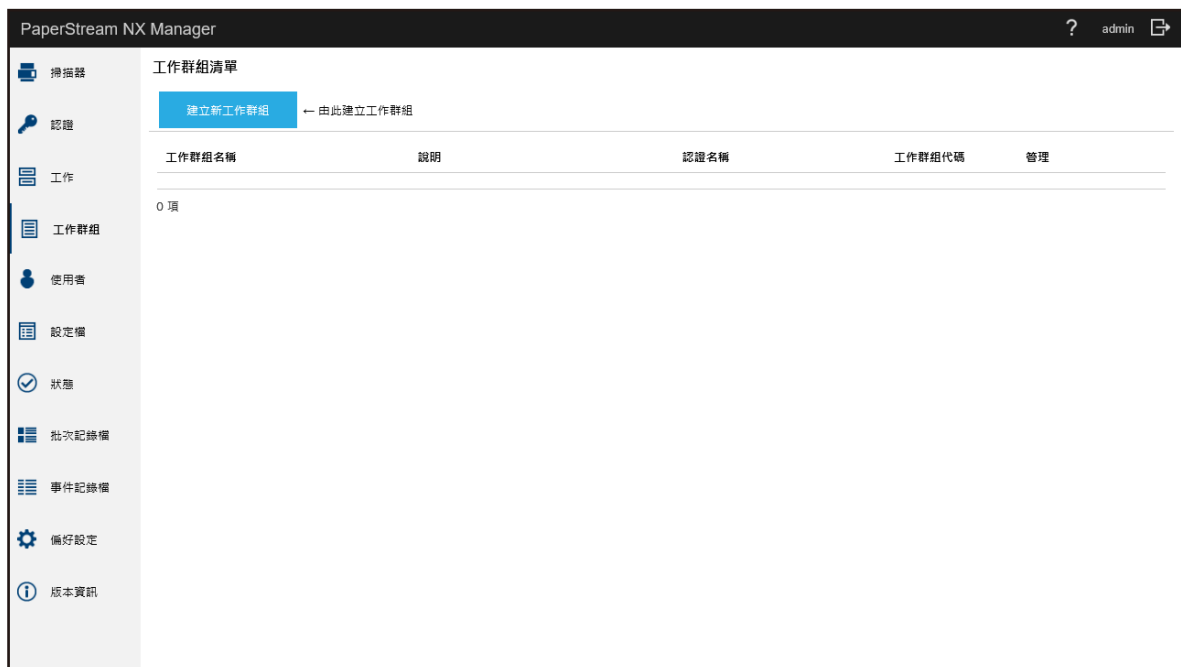 PaperStream NX Manager ? admin
掃描器
認證
工作
工作群組
使用者
設定檔
狀態
批次記錄檔
事件記錄檔
偏好設定
版本資訊
工作群組清單
建立新工作群組 ← 由此建立工作群組
工作群組名稱 說明 認證名稱 工作群組代碼 管理
0 項